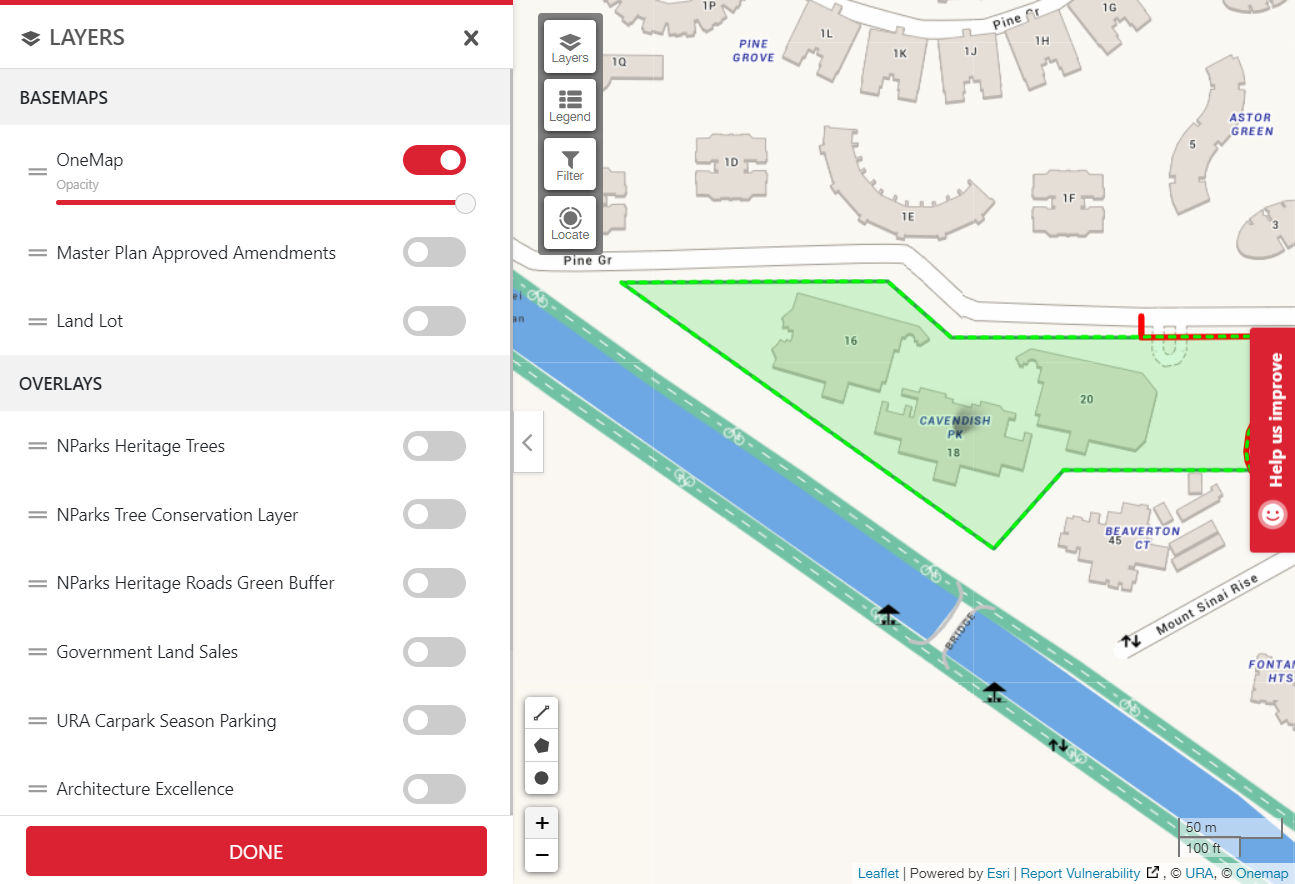 LAYERS
BASEMAPS
OneMap
Opacity
Master Plan Approved Amendments
Land Lot
OVERLAYS
NParks Heritage Trees
NParks Tree Conservation Layer
NParks Heritage Roads Green Buffer
Government Land Sales
URA Carpark Season Parking
Architecture Excellence
DONE
Layers
Legend
Filter
Locate
1P
Pine Gr
1G
1L
PINE
GROVE
1K
1J
1H
1Q
ASTOR
GREEN
5
1D
1F
1E
3
Pine Gr
16
20
CAVENDISH
PK
18
BEAVERTON
CT
45
Mount Sinai Rise
BRIDGE
FONTA
HTS
Help us improve
+
−
50 m
100 ft
Leaflet | Powered by Esri | Report Vulnerability , © URA, © Onemap